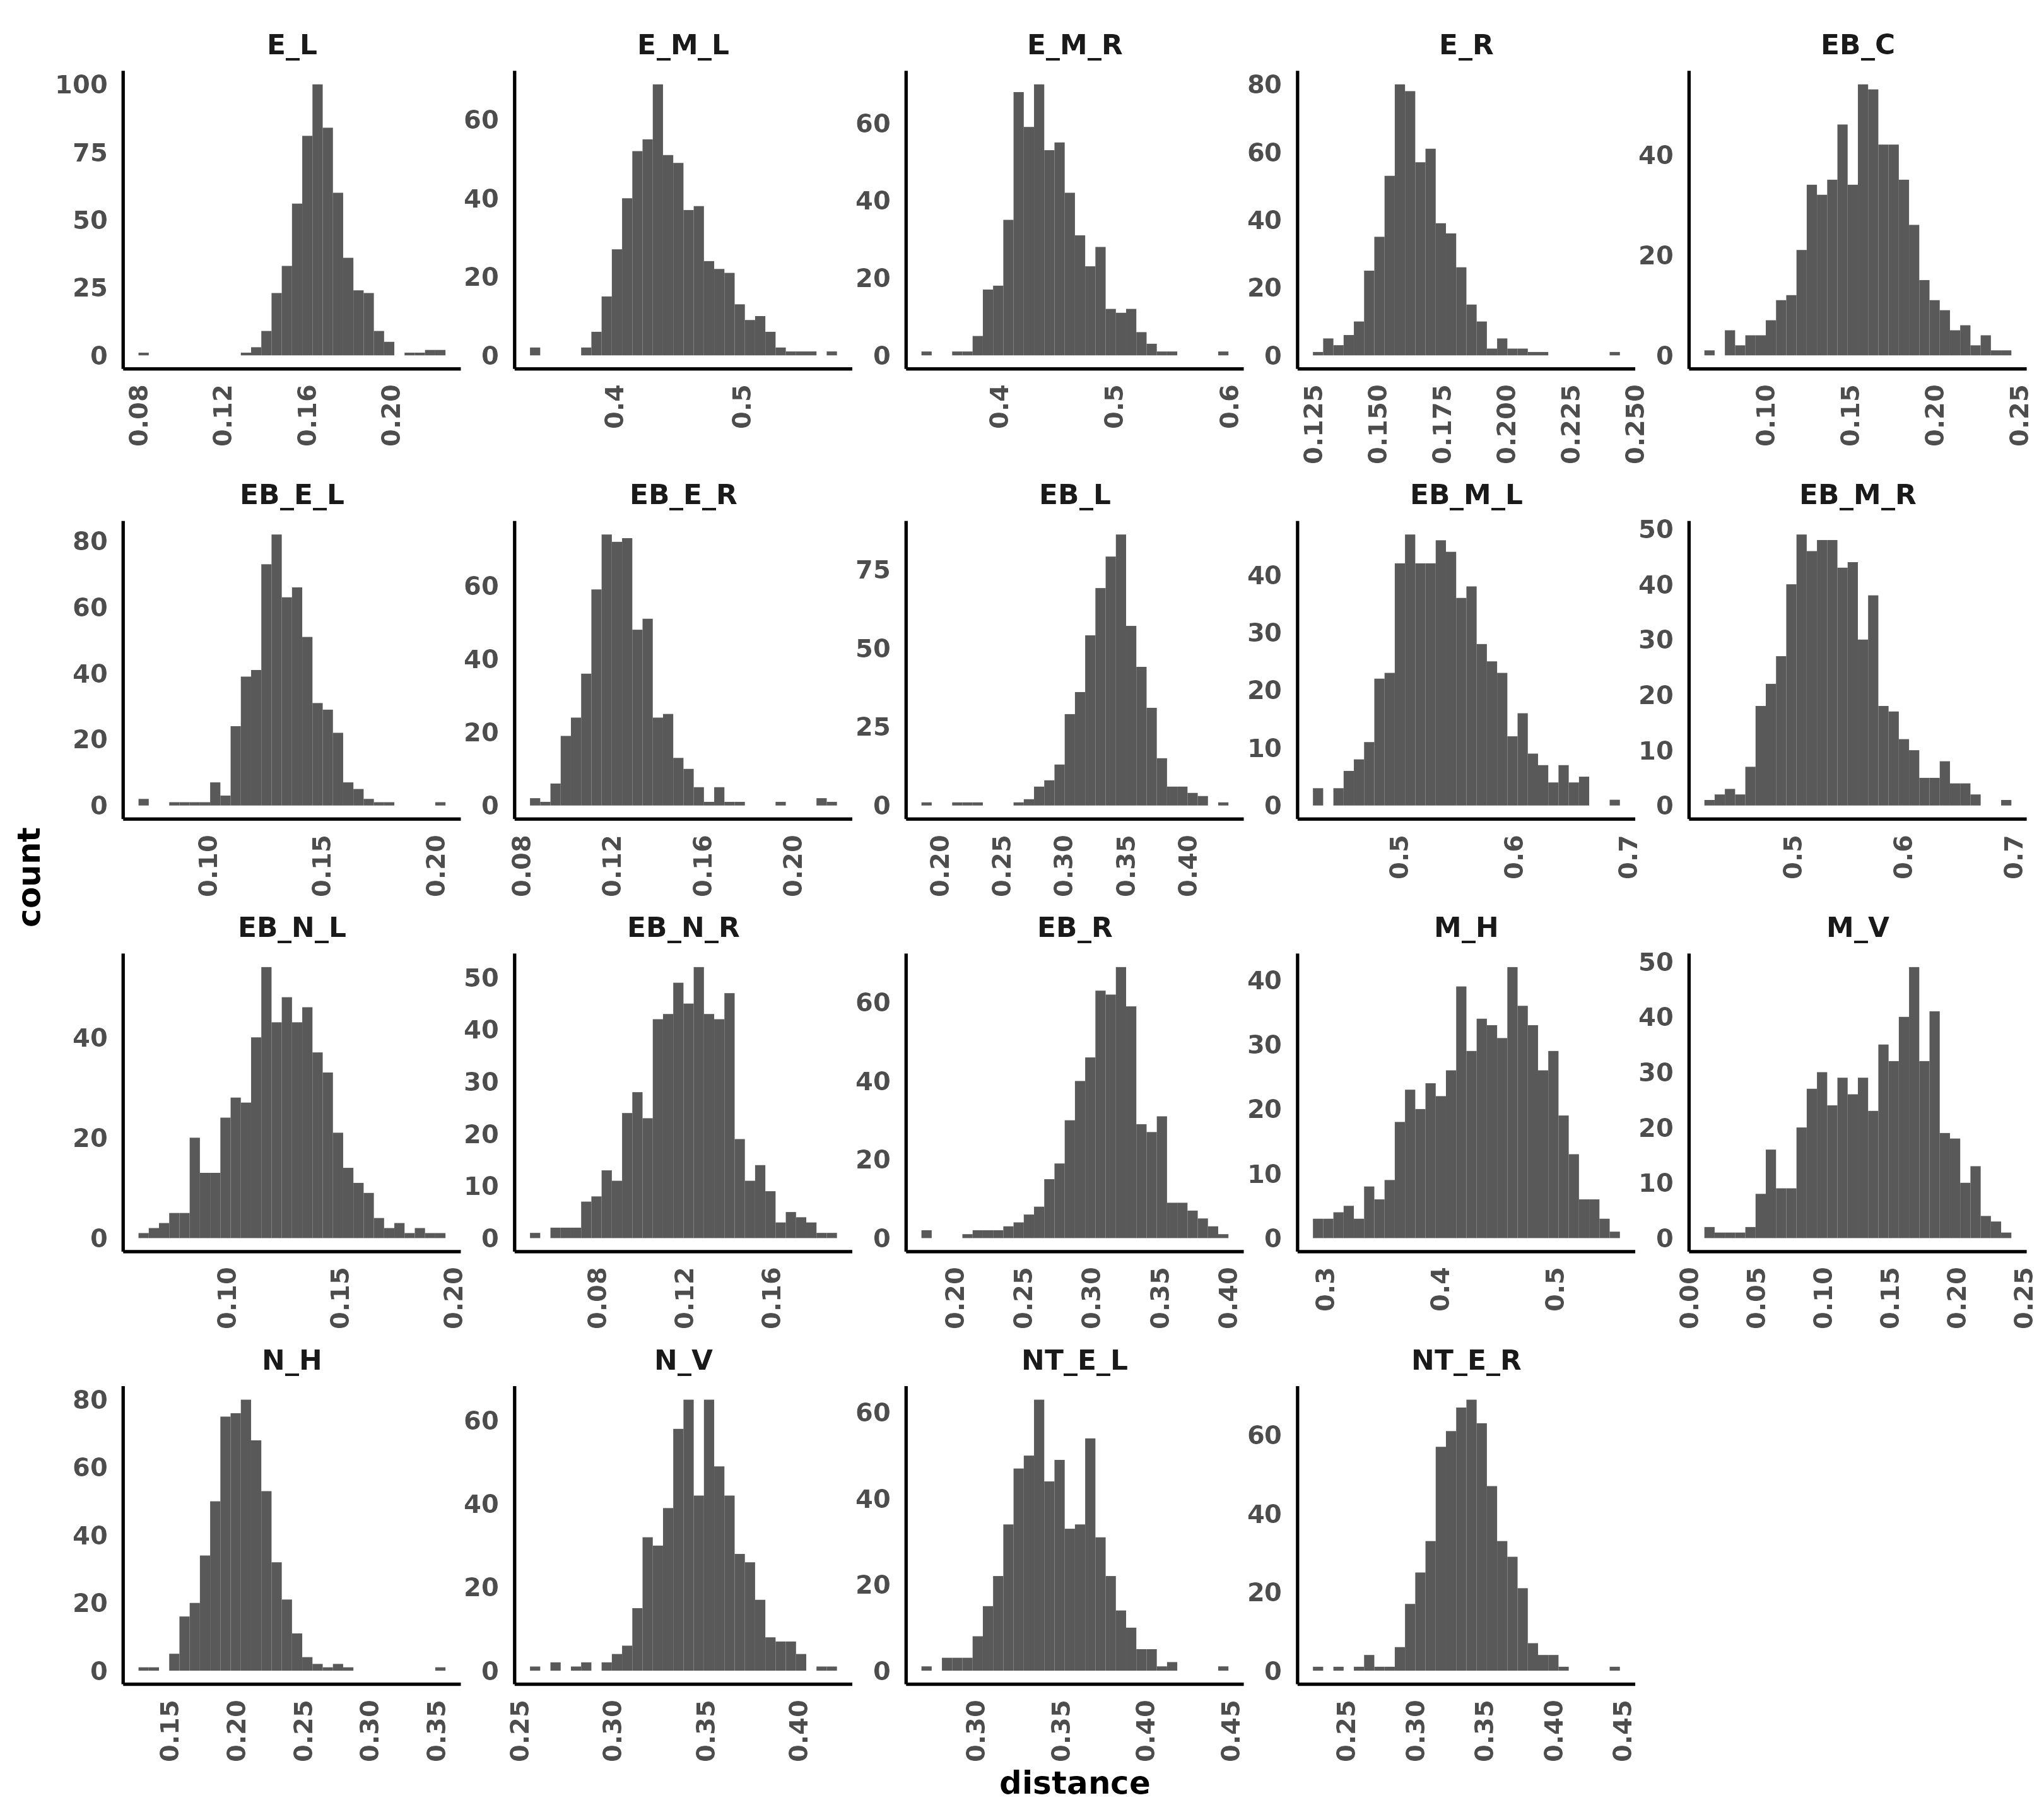 E_L E_M_L E_M_R E_R EB_C
100 75 50 25 0
60 40 20 0
60 40 20 0
80 60 40 20 0
40 20 0
0.08 0.12 0.16 0.20
0.4 0.5
0.4 0.5 0.6
0.125 0.150 0.175 0.200 0.225 0.250
0.10 0.15 0.20 0.25
EB_E_L EB_E_R EB_L EB_M_L EB_M_R
80 60 40 20 0
60 40 20 0
75 50 25 0
40 30 20 10 0
50 40 30 20 10 0
0.10 0.15 0.20
0.08 0.12 0.16 0.20
0.20 0.25 0.30 0.35 0.40
0.5 0.6 0.7
0.5 0.6 0.7
count
EB_N_L EB_N_R EB_R M_H M_V
40 20 0
50 40 30 20 10 0
60 40 20 0
40 30 20 10 0
50 40 30 20 10 0
0.10 0.15 0.20
0.08 0.12 0.16
0.20 0.25 0.30 0.35 0.40
0.3 0.4 0.5
0.00 0.05 0.10 0.15 0.20 0.25
N_H N_V NT_E_L NT_E_R
80 60 40 20 0
60 40 20 0
60 40 20 0
60 40 20 0
0.15 0.20 0.25 0.30 0.35
0.25 0.30 0.35 0.40
0.30 0.35 0.40 0.45
0.25 0.30 0.35 0.40 0.45
distance